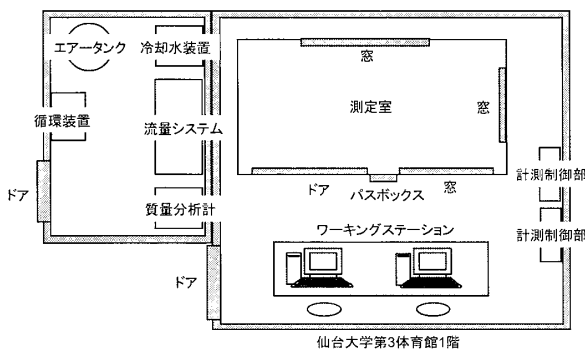 エアータンク
冷却水装置
窓
測定室
窓
循環装置
流量システム
計測制御部
ドア
質量分析計
ドア
パスボックス
窓
ワーキングステーション
計測制御部
ドア
仙台大学第3体育館1階